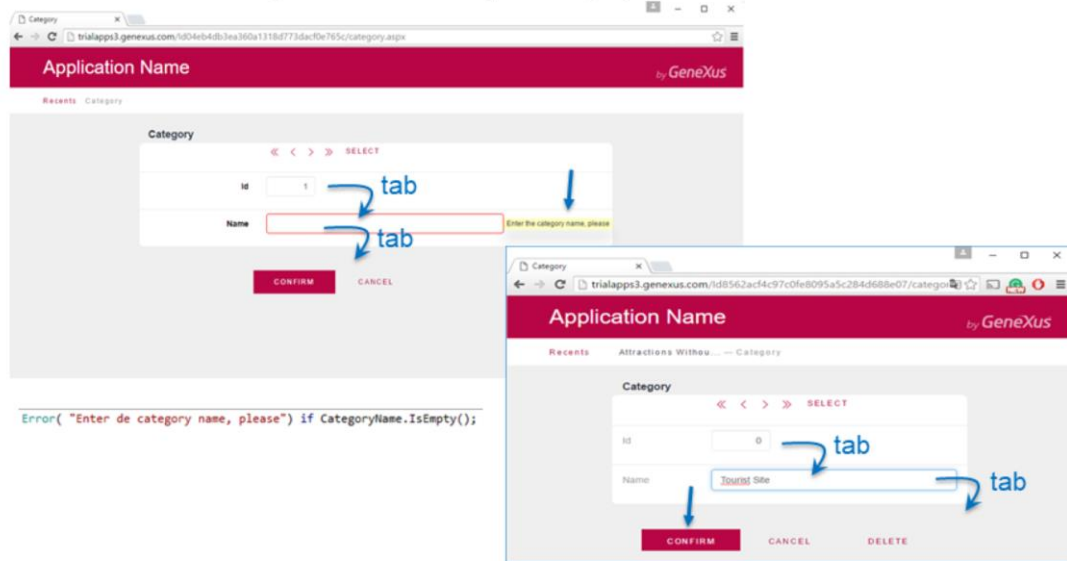 Category
trialapps3.genexus.com/Id04eb4db3ea360a1318d773dacf0e765c/category.aspx
Application Name
by GeneXus
Recents Category
Category
SELECT
Id 1
tab
Name Enter the category name, please
tab
CONFIRM CANCEL
Error( "Enter de category name, please") if CategoryName.IsEmpty();
Category
trialapps3.genexus.com/Id8562acf4c97c0fe8095a5c284d688e07/categor
Application Name
by GeneXus
Recents Attractions Withou... — Category
Category
SELECT
Id 0
tab
Name Tourist Site
tab
CONFIRM CANCEL DELETE